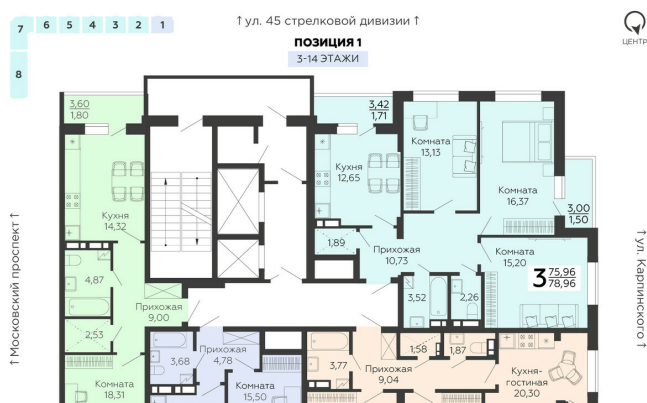 ↑ ул. 45 стрелковой дивизии ↑
7 6 5 4 3 2 1
8
ПОЗИЦИЯ 1
3-14 ЭТАЖИ
ЦЕНТР
↑ Московский проспект ↑
↑ ул. Карпинского ↑
3,60
1,80
Кухня
14,32
4,87
2,53
Прихожая
9,00
Комната
18,31
3,42
1,71
Кухня
12,65
Комната
13,13
Комната
16,37
3,00
1,50
1,89
Прихожая
10,73
Комната
15,20
3 75,96
78,96
3,52
2,26
3,68
Прихожая
4,78
Комната
15,50
3,77
Прихожая
9,04
1,58
1,87
Кухня-
гостиная
20,30